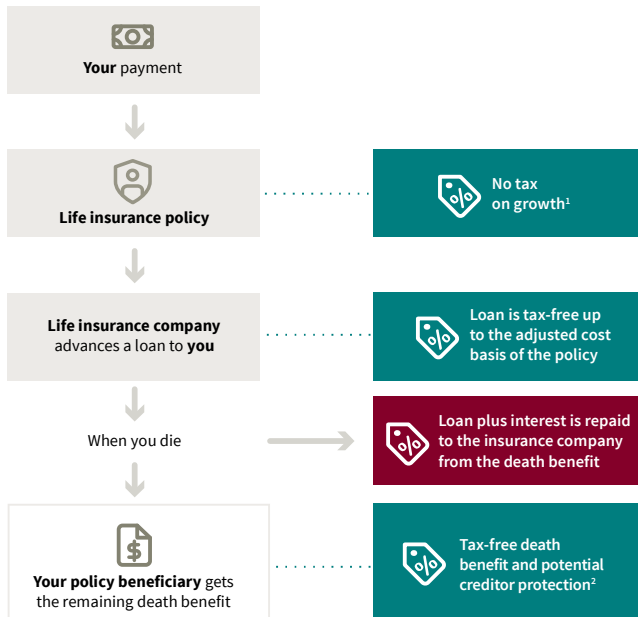 Your payment
Life insurance policy
No tax
on growth¹
Life insurance company
advances a loan to you
Loan is tax-free up
to the adjusted cost
basis of the policy
When you die
Loan plus interest is repaid
to the insurance company
from the death benefit
Your policy beneficiary gets
the remaining death benefit
Tax-free death
benefit and potential
creditor protection²